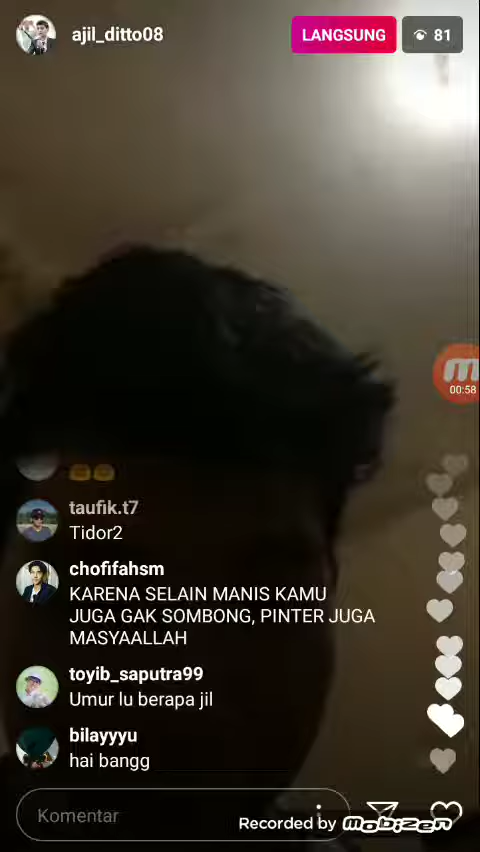 ajil_ditto08
LANGSUNG
81
00:58
taufik.t7
Tidor2
chofifahsm
KARENA SELAIN MANIS KAMU
JUGA GAK SOMBONG, PINTER JUGA
MASYAALLAH
toyib_saputra99
Umur lu berapa jil
bilayyyu
hai bangg
Komentar
Recorded by Mobizen